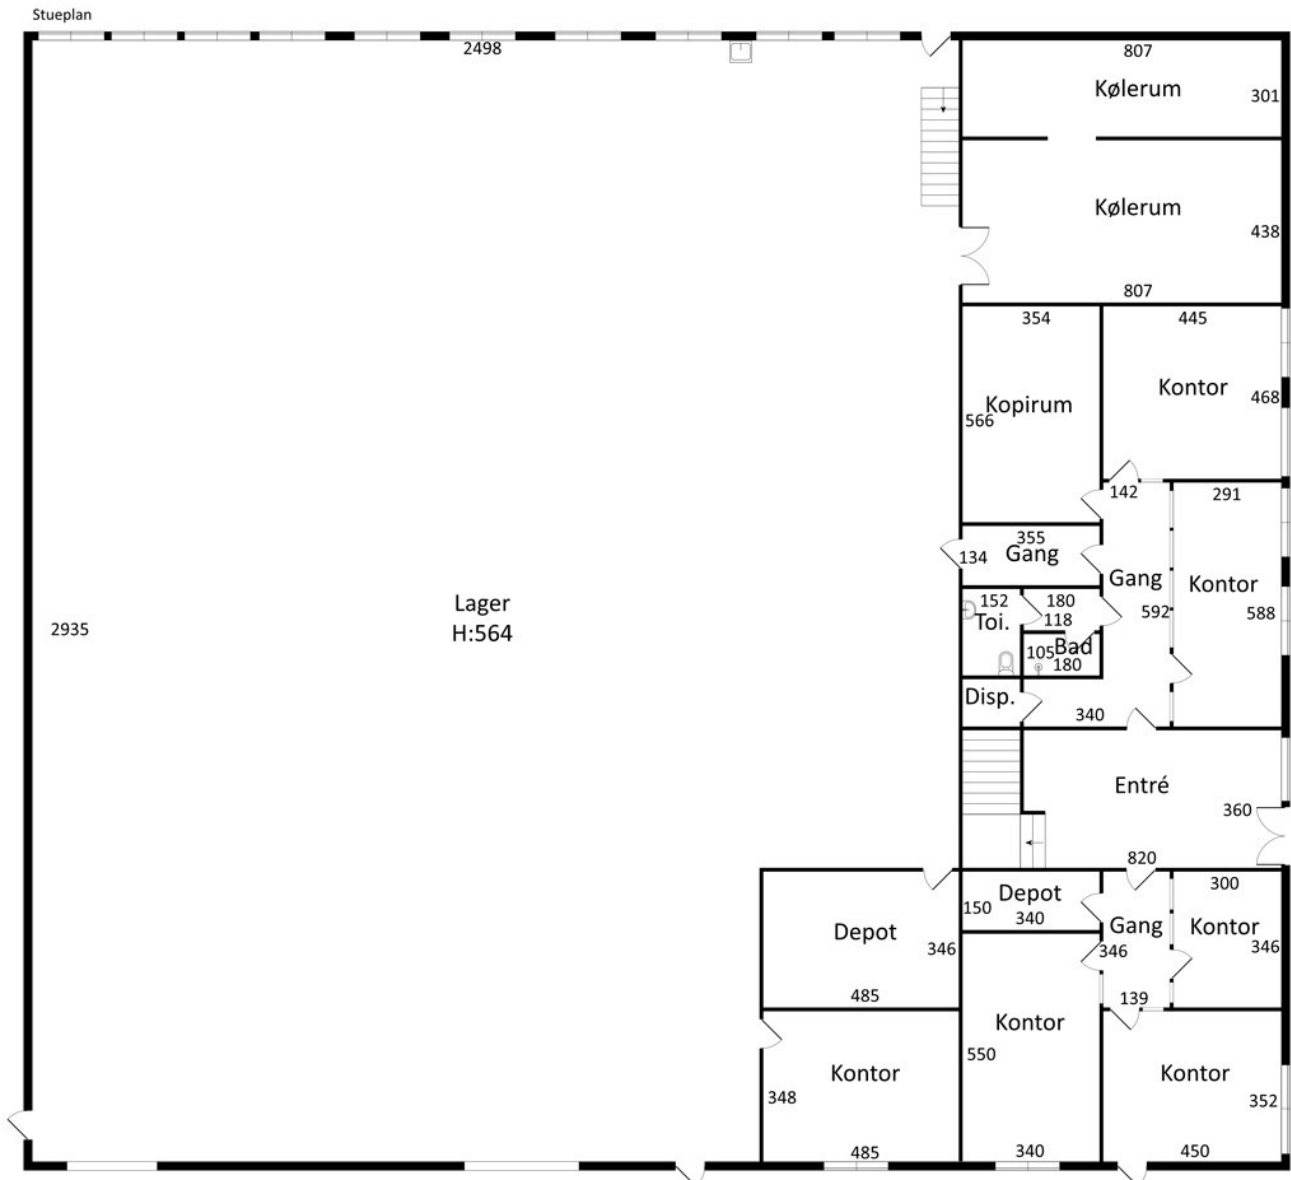 Stueplan
2498
807
Kølerum
301
Kølerum
438
807
354
445
Kontor
468
Kopirum
566
142
291
355
134
Gang
Gang
Kontor
592
588
152
180
Toi.
118
105
Bad
180
Disp.
340
Lager
H:564
2935
Entré
360
820
Depot
150
340
300
Gang
Kontor
346
346
139
Depot
346
485
Kontor
550
340
Kontor
348
485
Kontor
352
450